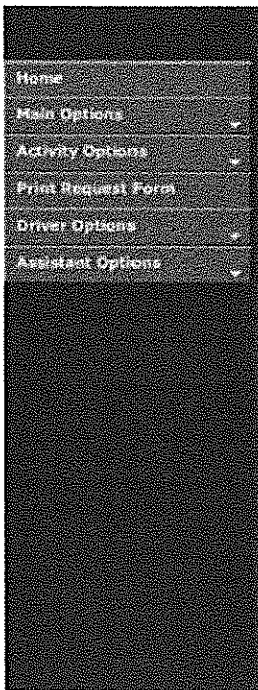 Home
Main Options
Activity Options
Print Request Form
Driver Options
Assistant Options